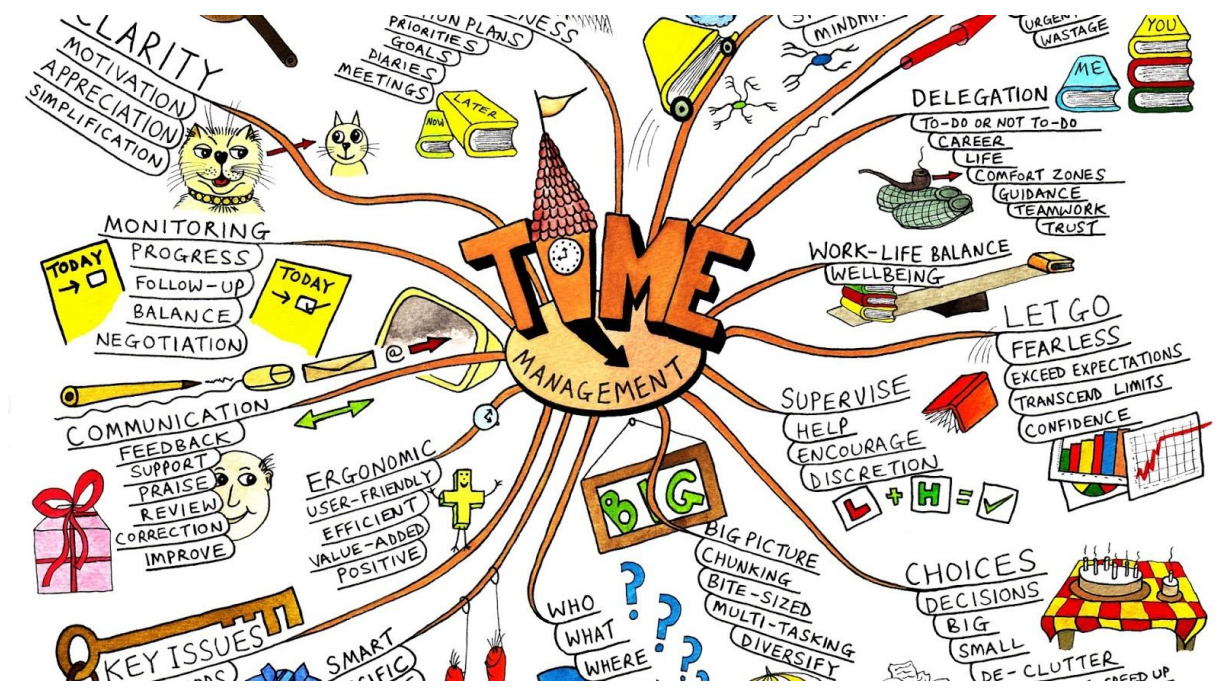 CLARITY
MOTIVATION
APPRECIATION
SIMPLIFICATION
PLANS
PRIORITIES
GOALS
DIARIES
MEETINGS
NOW
LATER
MINDMA
URGEN
WASTAGE
YOU
ME
DELEGATION
TO-DO OR NOT TO-DO
CAREER
LIFE
COMFORT ZONES
GUIDANCE
TEAMWORK
TRUST
MONITORING
PROGRESS
FOLLOW-UP
BALANCE
NEGOTIATION
TODAY
TODAY
TIME
MANAGEMENT
WORK-LIFE BALANCE
WELLBEING
LET GO
FEARLESS
EXCEED EXPECTATIONS
TRANSCEND LIMITS
CONFIDENCE
@
COMMUNICATION
FEEDBACK
SUPPORT
PRAISE
REVIEW
CORRECTION
IMPROVE
ERGONOMIC
USER-FRIENDLY
EFFICIENT
VALUE-ADDED
POSITIVE
SUPERVISE
HELP
ENCOURAGE
DISCRETION
L + H = ✓
BIG
BIG PICTURE
CHUNKING
BITE-SIZED
MULTI-TASKING
DIVERSIFY
CHOICES
DECISIONS
BIG
SMALL
DE-CLUTTER
SPEED UP
KEY ISSUES
SMART
WHO
WHAT
WHERE
? ? ? ?